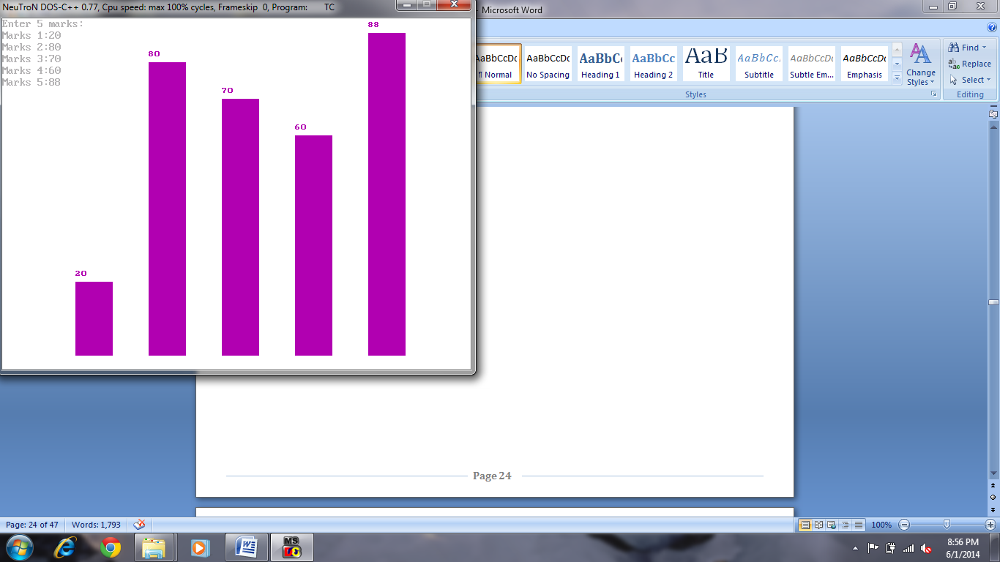 NeuTroN DOS-C++ 0.77, Cpu speed: max 100% cycles, Frameskip 0, Program: TC
- Microsoft Word
Enter 5 marks:
Marks 1:20
Marks 2:80
Marks 3:70
Marks 4:60
Marks 5:88
20
80
70
60
88
AaBbCcDc
¶ Normal
AaBbCcDc
No Spacing
AaBbC
Heading 1
AaBbCc
Heading 2
AaB
Title
AaBbCc.
Subtitle
AaBbCcDc
Subtle Em...
AaBbCcDc
Emphasis
Change
Styles
Styles
Find
Replace
Select
Editing
Page 24
Page: 24 of 47
Words: 1,793
100%
MS
8:56 PM
6/1/2014